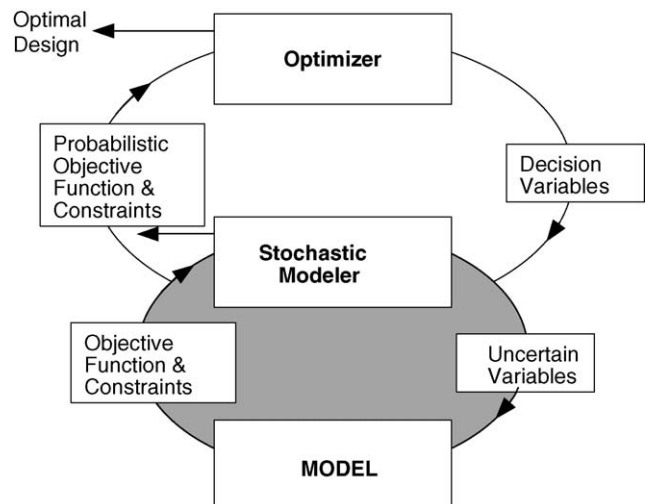 Optimal
Design
Optimizer
Probabilistic
Objective
Function &
Constraints
Decision
Variables
Stochastic
Modeler
Objective
Function &
Constraints
Uncertain
Variables
MODEL